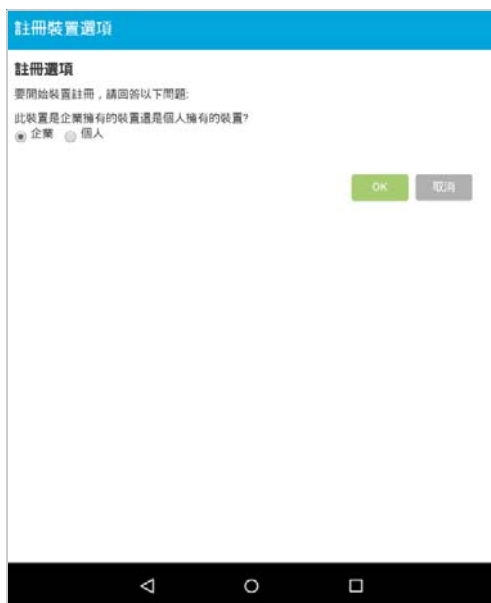 註冊裝置選項
註冊選項
要開始裝置註冊，請回答以下問題:
此裝置是企業擁有的裝置還是個人擁有的裝置?
企業 個人
OK 取消